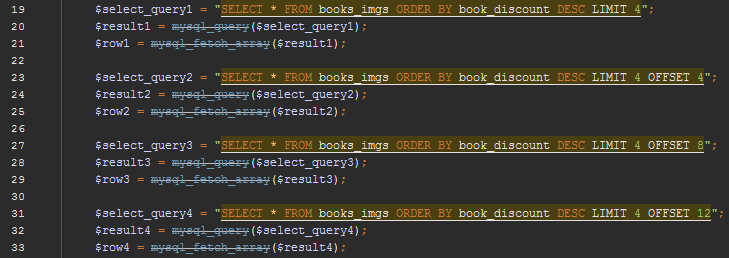 19 $select_query1 = "SELECT * FROM books_imgs ORDER BY book_discount DESC LIMIT 4";
20 $result1 = mysql_query($select_query1);
21 $row1 = mysql_fetch_array($result1);
22
23 $select_query2 = "SELECT * FROM books_imgs ORDER BY book_discount DESC LIMIT 4 OFFSET 4";
24 $result2 = mysql_query($select_query2);
25 $row2 = mysql_fetch_array($result2);
26
27 $select_query3 = "SELECT * FROM books_imgs ORDER BY book_discount DESC LIMIT 4 OFFSET 8";
28 $result3 = mysql_query($select_query3);
29 $row3 = mysql_fetch_array($result3);
30
31 $select_query4 = "SELECT * FROM books_imgs ORDER BY book_discount DESC LIMIT 4 OFFSET 12";
32 $result4 = mysql_query($select_query4);
33 $row4 = mysql_fetch_array($result4);